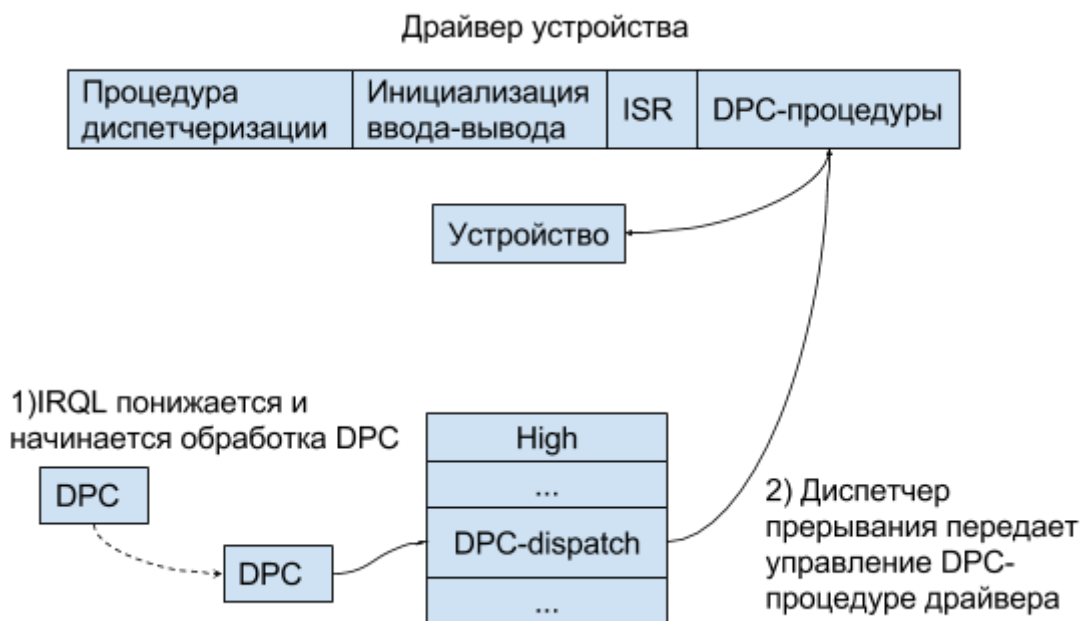 Драйвер устройства
Процедура
диспетчеризации
Инициализация
ввода-вывода
ISR
DPC-процедуры
Устройство
1)IRQL понижается и
начинается обработка DPC
DPC
DPC
High
...
DPC-dispatch
...
2) Диспетчер
прерывания передает
управление DPC-
процедуре драйвера